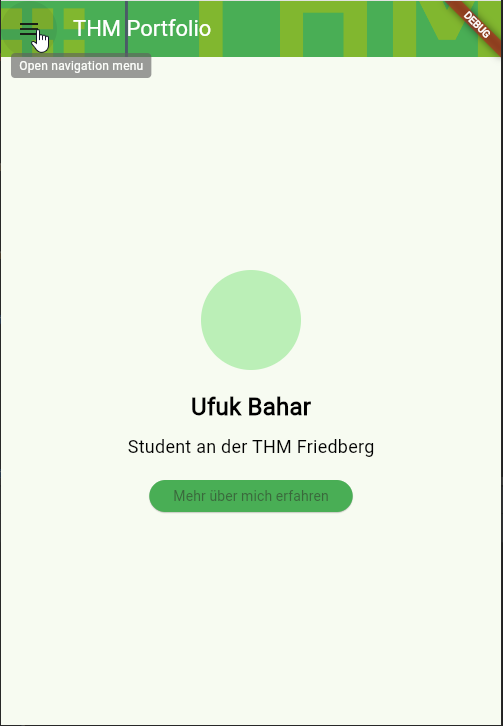 THM Portfolio
DEBUG
Open navigation menu
Ufuk Bahar
Student an der THM Friedberg
Mehr über mich erfahren